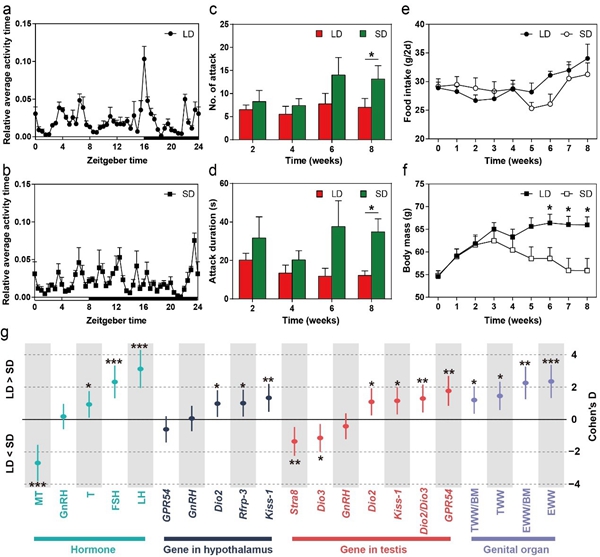 a
Relative average activity time
0.15
0.10
0.05
0.00
LD
0 4 8 12 16 20 24
Zeitgeber time
b
Relative average activity time
0.15
0.10
0.05
0.00
SD
0 4 8 12 16 20 24
Zeitgeber time
c
No. of attack
25
20
15
10
5
0
LD SD
*
2 4 6 8
Time (weeks)
d
Attack duration (s)
60
40
20
0
LD SD
*
2 4 6 8
Time (weeks)
e
Food intake (g/2d)
40
35
30
25
20
LD SD
0 1 2 3 4 5 6 7 8
Time (weeks)
f
Body mass (g)
75
70
65
60
55
50
LD SD
* * *
0 1 2 3 4 5 6 7 8
Time (weeks)
g
LD > SD
LD < SD
4
2
0
−2
−4
Cohen's D
*** * *** *** * * ** ** * * * ** ** * * ** ***
MT GnRH T FSH LH
GPR54 GnRH Dio2 Rfrp-3 Kiss-1
Stra8 Dio3 GnRH Dio2 Kiss-1 Dio2/Dio3 GPR54
TWW/BM TWW EWW/BM EWW
Hormone Gene in hypothalamus Gene in testis Genital organ